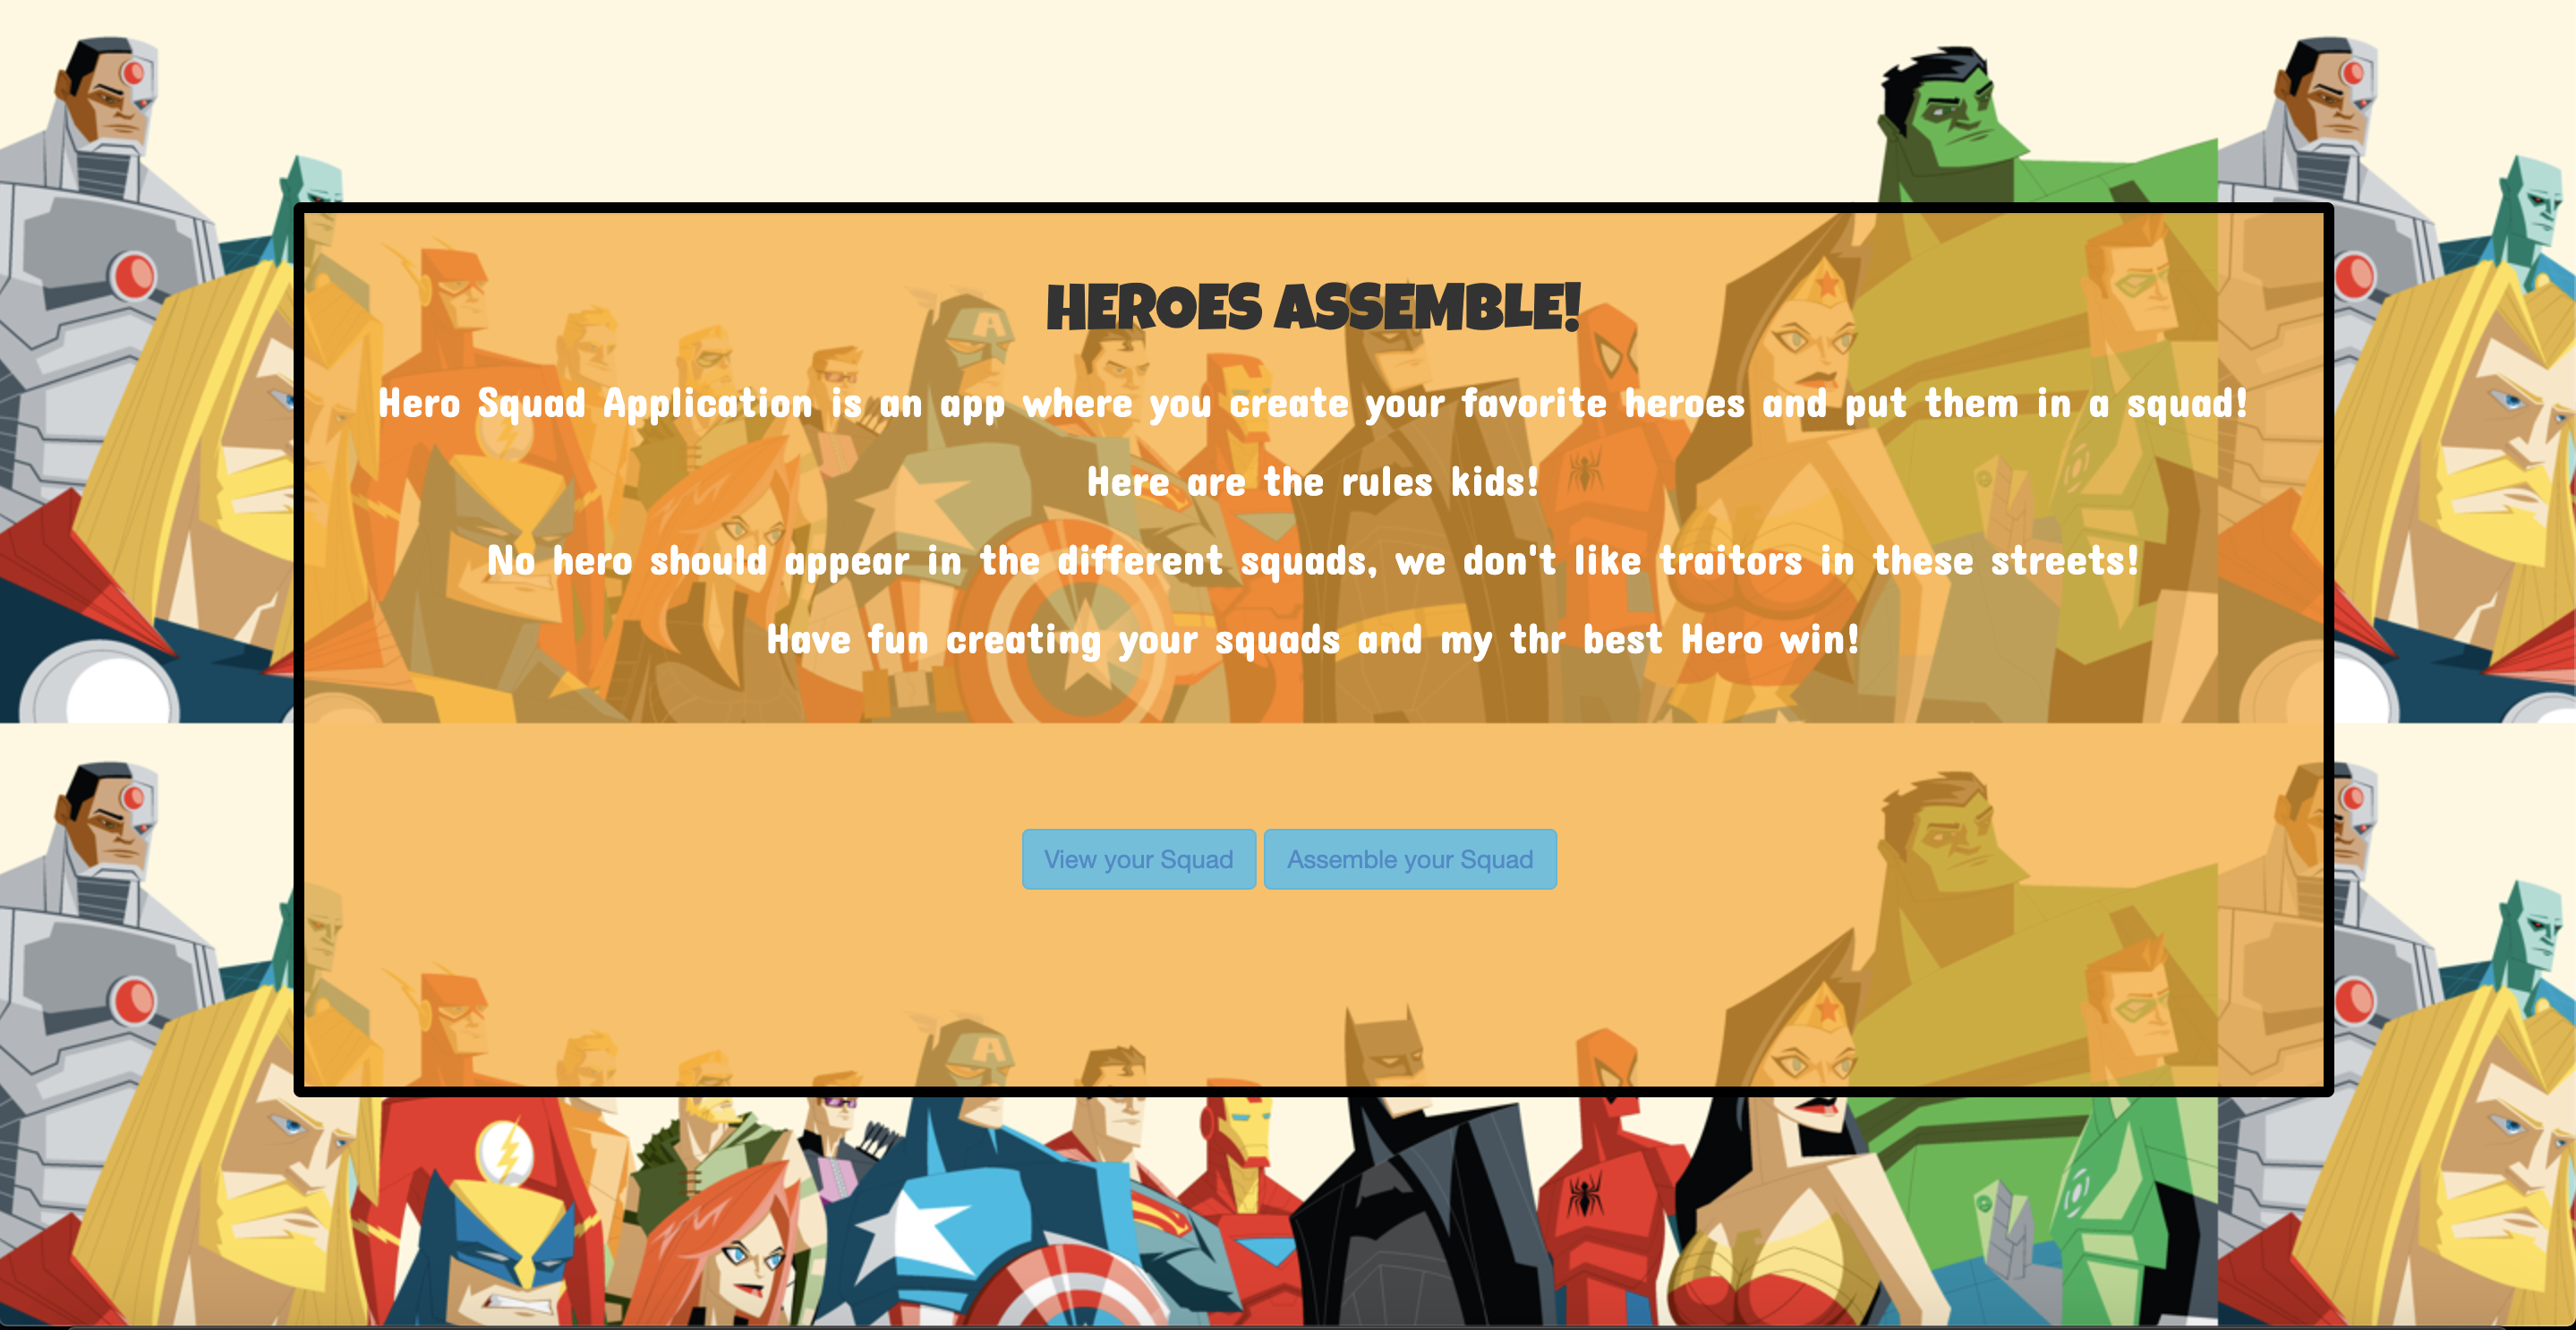 HEROES ASSEMBLE!
Hero Squad Application is an app where you create your favorite heroes and put them in a squad!
Here are the rules kids!
No hero should appear in the different squads, we don't like traitors in these streets!
Have fun creating your squads and my thr best Hero win!
View your Squad Assemble your Squad